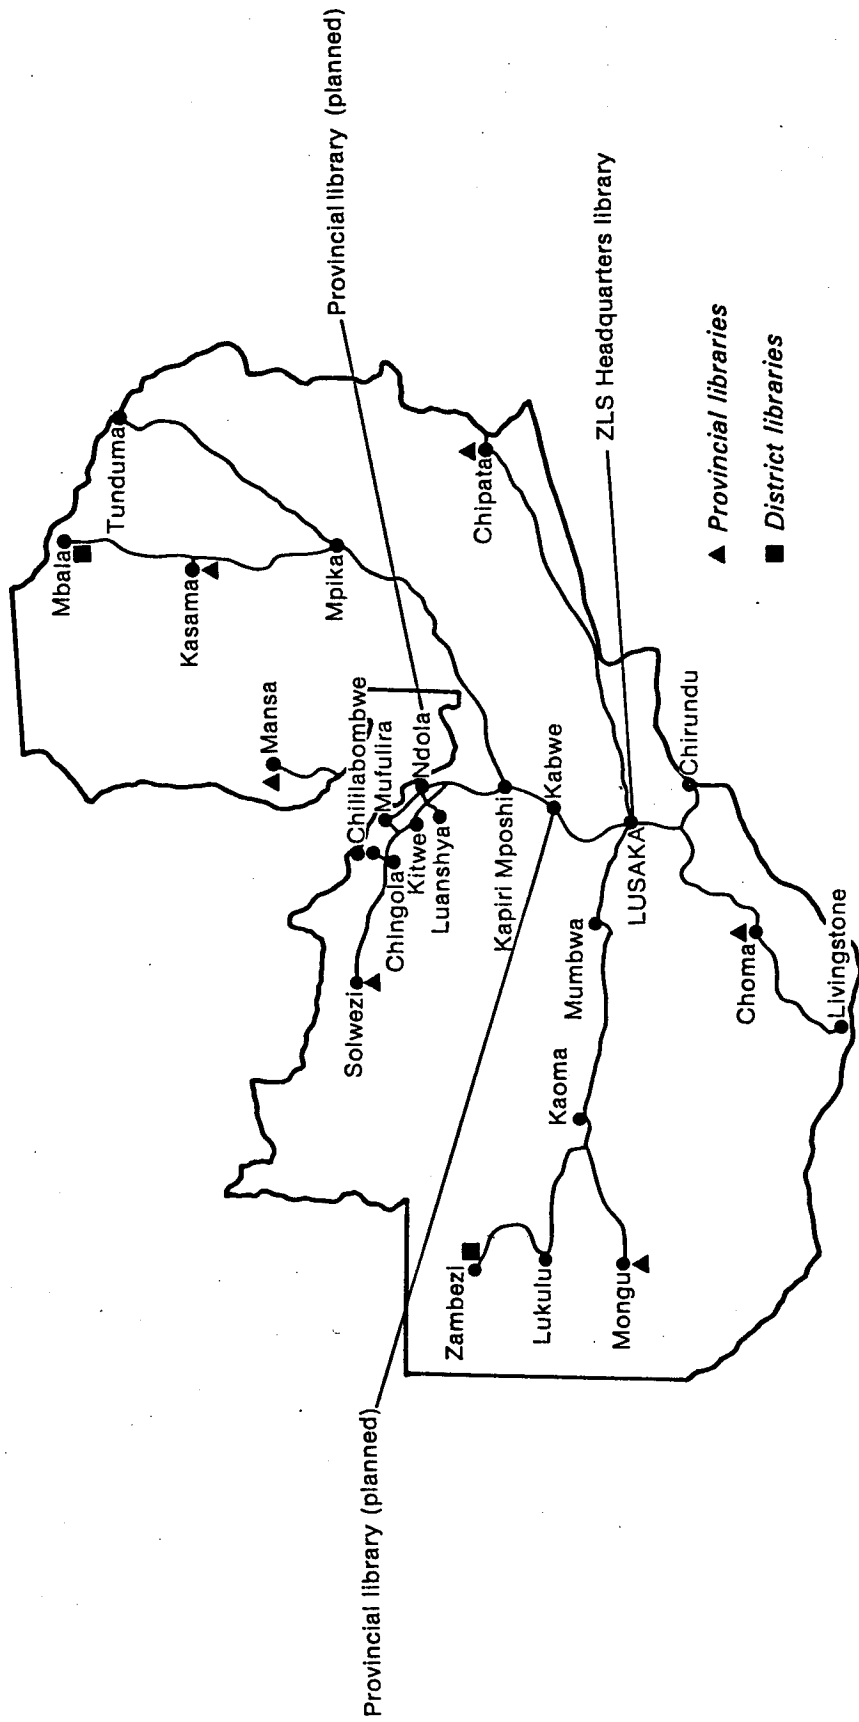 Provincial library (planned)
Mbala
Tunduma
Kasama
Mansa
Mpika
Provincial library (planned)
Chililabombwe
Mufulira
Ndola
Solwezi
Chingola
Kitwe
Luanshya
Chipata
Zambezi
Kapiri Mposhi
Kabwe
Lukulu
Kaoma
Mumbwa
ZLS Headquarters library
Mongu
LUSAKA
Chirundu
Choma
Livingstone
Provincial libraries
District libraries